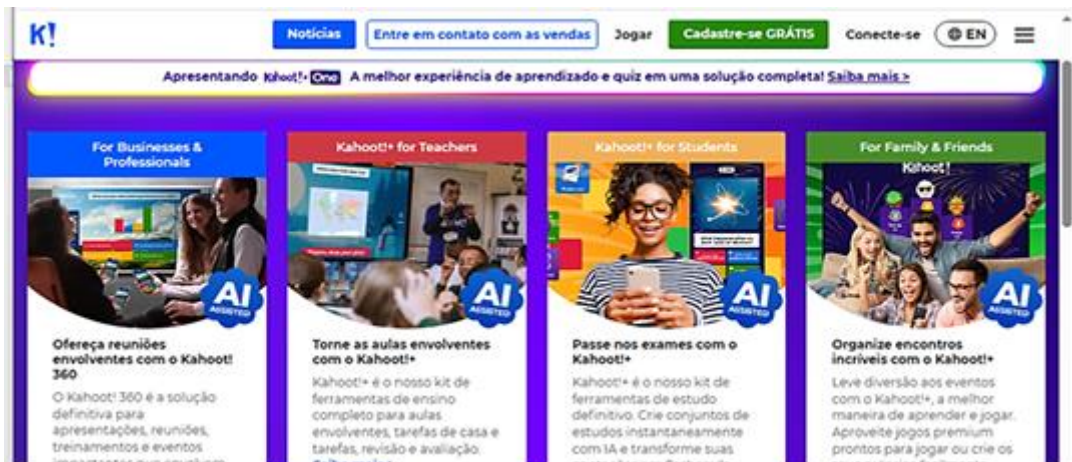 K!
Notícias
Entre em contato com as vendas
Jogar
Cadastre-se GRÁTIS
Conecte-se
EN
Apresentando Kahoot!+ One A melhor experiência de aprendizado e quiz em uma solução completa! Saiba mais >
For Businesses &
Professionals
AI
ASSISTED
Ofereça reuniões
envolventes com o Kahoot!
360
O Kahoot! 360 é a solução
definitiva para
apresentações, reuniões,
treinamentos e eventos
Kahoot!+ for Teachers
AI
ASSISTED
Torne as aulas envolventes
com o Kahoot!+
Kahoot!+ é o nosso kit de
ferramentas de ensino
completo para aulas
envolventes, tarefas de casa e
tarefas, revisão e avaliação.
Kahoot!+ for Students
AI
ASSISTED
Passe nos exames com o
Kahoot!+
Kahoot!+ é o nosso kit de
ferramentas de estudo
definitivo. Crie conjuntos de
estudos instantaneamente
com IA e transforme suas
For Family & Friends
Kahoot!
AI
ASSISTED
Organize encontros
incríveis com o Kahoot!+
Leve diversão aos eventos
com o Kahoot!+, a melhor
maneira de aprender e jogar.
Aproveite jogos premium
prontos para jogar ou crie os